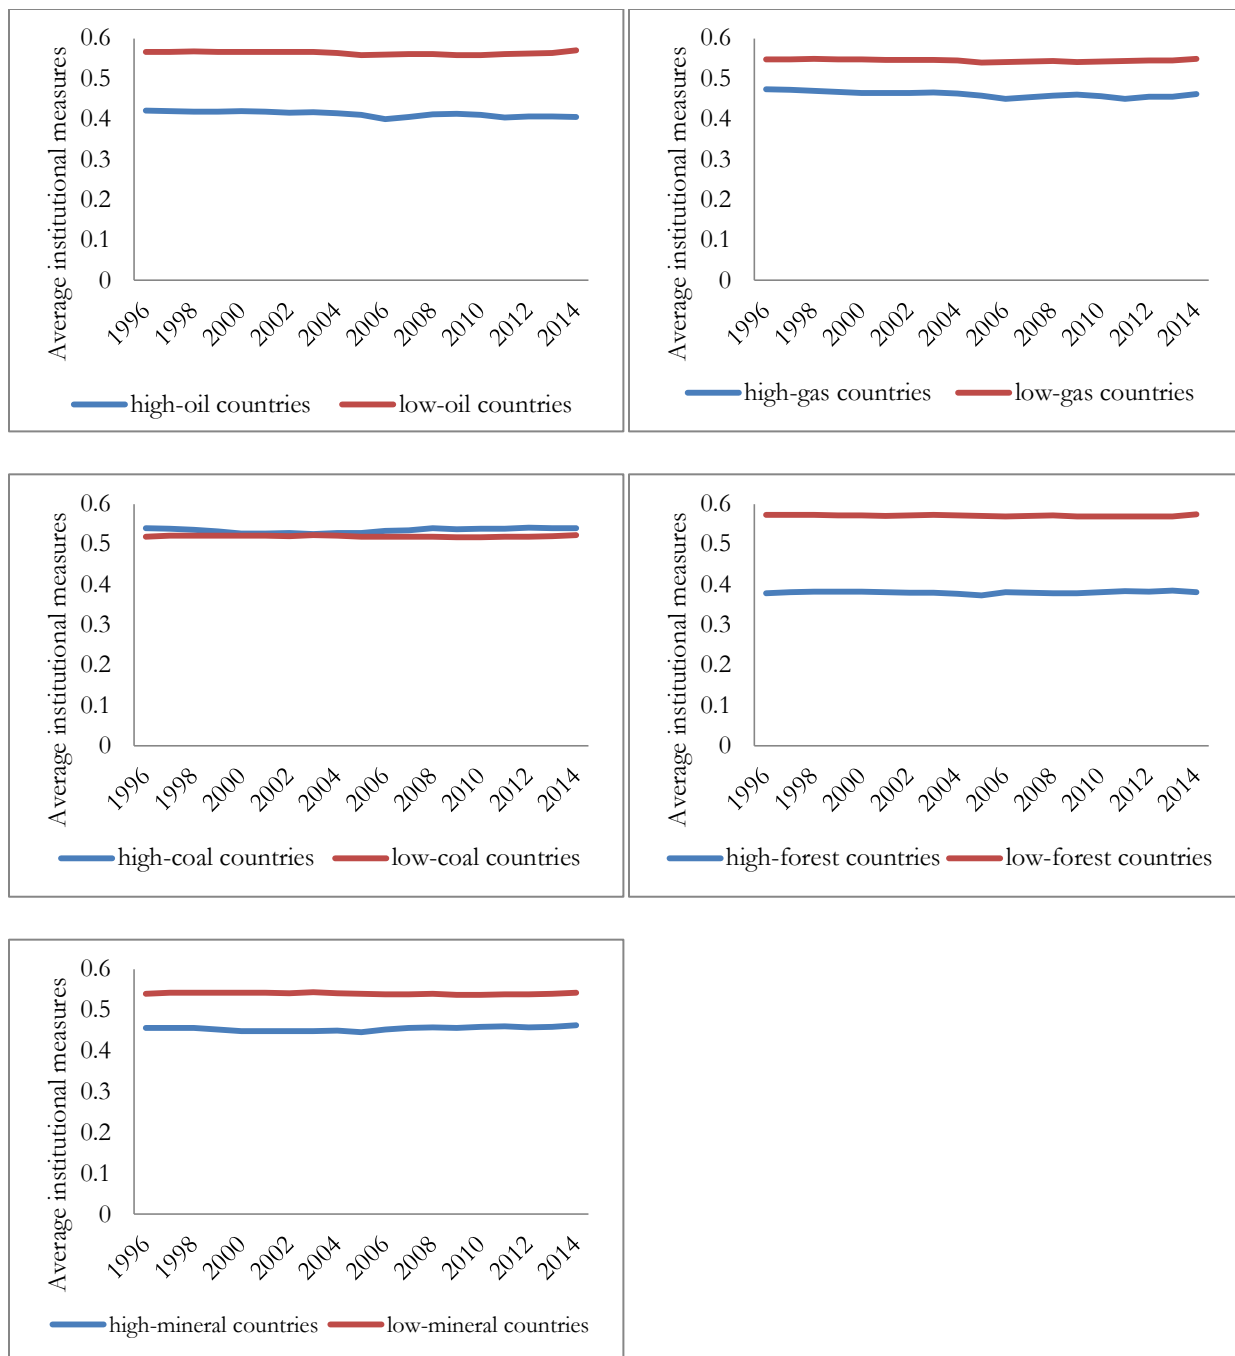 Average institutional measures
0.6
0.5
0.4
0.3
0.2
0.1
0
1996 1998 2000 2002 2004 2006 2008 2010 2012 2014
high-oil countries low-oil countries
Average institutional measures
0.6
0.5
0.4
0.3
0.2
0.1
0
1996 1998 2000 2002 2004 2006 2008 2010 2012 2014
high-gas countries low-gas countries
Average institutional measures
0.6
0.5
0.4
0.3
0.2
0.1
0
1996 1998 2000 2002 2004 2006 2008 2010 2012 2014
high-coal countries low-coal countries
Average institutional measures
0.6
0.5
0.4
0.3
0.2
0.1
0
1996 1998 2000 2002 2004 2006 2008 2010 2012 2014
high-forest countries low-forest countries
Average institutional measures
0.6
0.5
0.4
0.3
0.2
0.1
0
1996 1998 2000 2002 2004 2006 2008 2010 2012 2014
high-mineral countries low-mineral countries